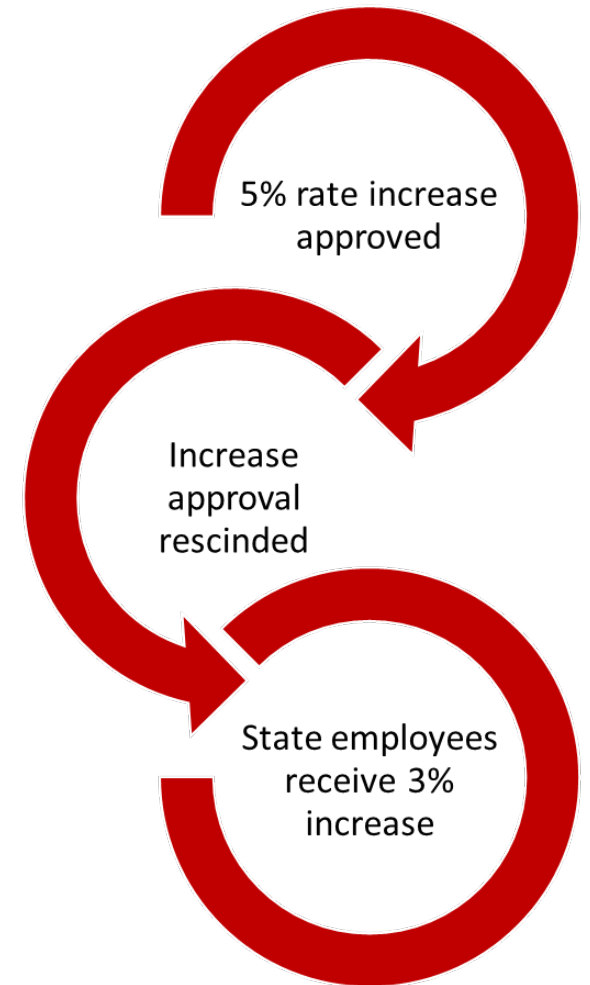 5% rate increase
approved
Increase
approval
rescinded
State employees
receive 3%
increase